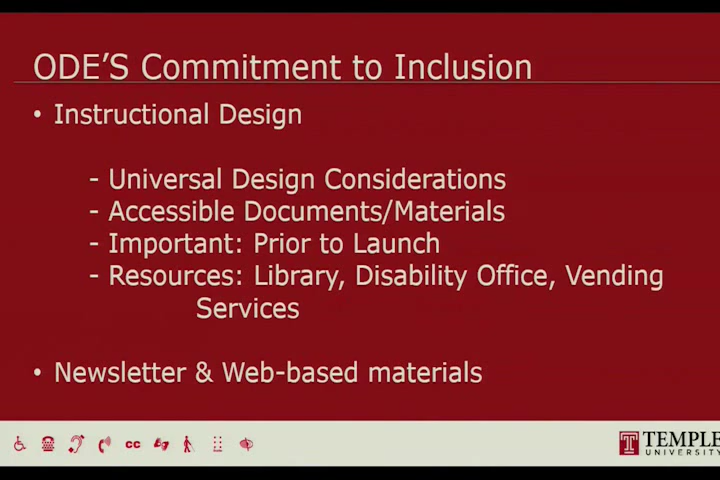 ODE'S Commitment to Inclusion
• Instructional Design
- Universal Design Considerations
- Accessible Documents/Materials
- Important: Prior to Launch
- Resources: Library, Disability Office, Vending
Services
• Newsletter & Web-based materials
CC
T TEMPLE
UNIVERSITY